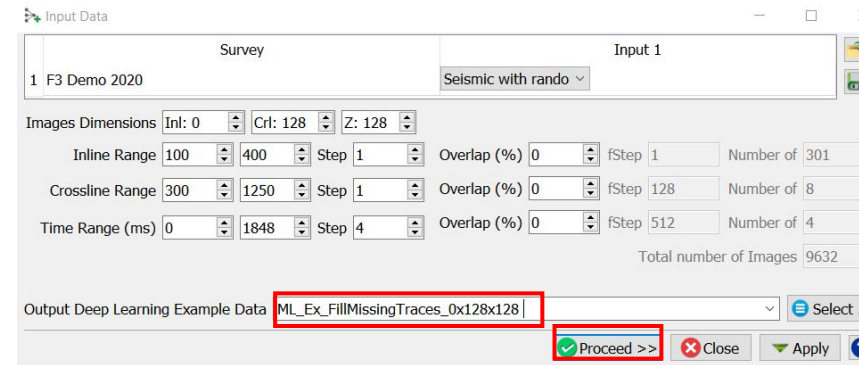 Input Data
Survey Input 1
1 F3 Demo 2020 Seismic with rando
Images Dimensions Inl: 0 Crl: 128 Z: 128
Inline Range 100 400 Step 1 Overlap (%) 0 fStep 1 Number of 301
Crossline Range 300 1250 Step 1 Overlap (%) 0 fStep 128 Number of 8
Time Range (ms) 0 1848 Step 4 Overlap (%) 0 fStep 512 Number of 4
Total number of Images 9632
Output Deep Learning Example Data ML_Ex_FillMissingTraces_0x128x128 Select
Proceed >> Close Apply